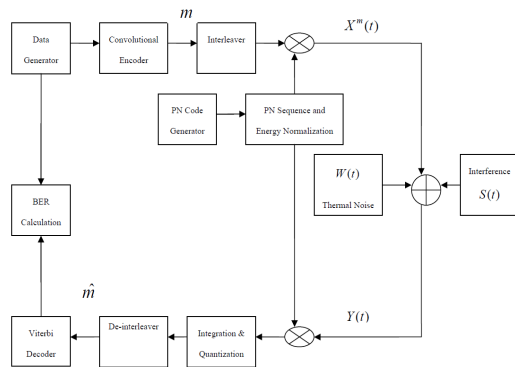 m
X^m(t)
Data
Generator
Convolutional
Encoder
Interleaver
PN Code
Generator
PN Sequence and
Energy Normalization
W(t)
Thermal Noise
Interference
S(t)
BER
Calculation
m̂
Y(t)
Viterbi
Decoder
De-interleaver
Integration &
Quantization